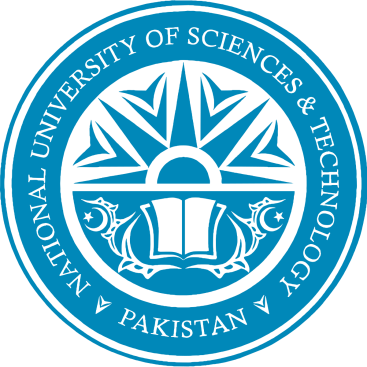 NATIONAL UNIVERSITY OF SCIENCES & TECHNOLOGY
PAKISTAN